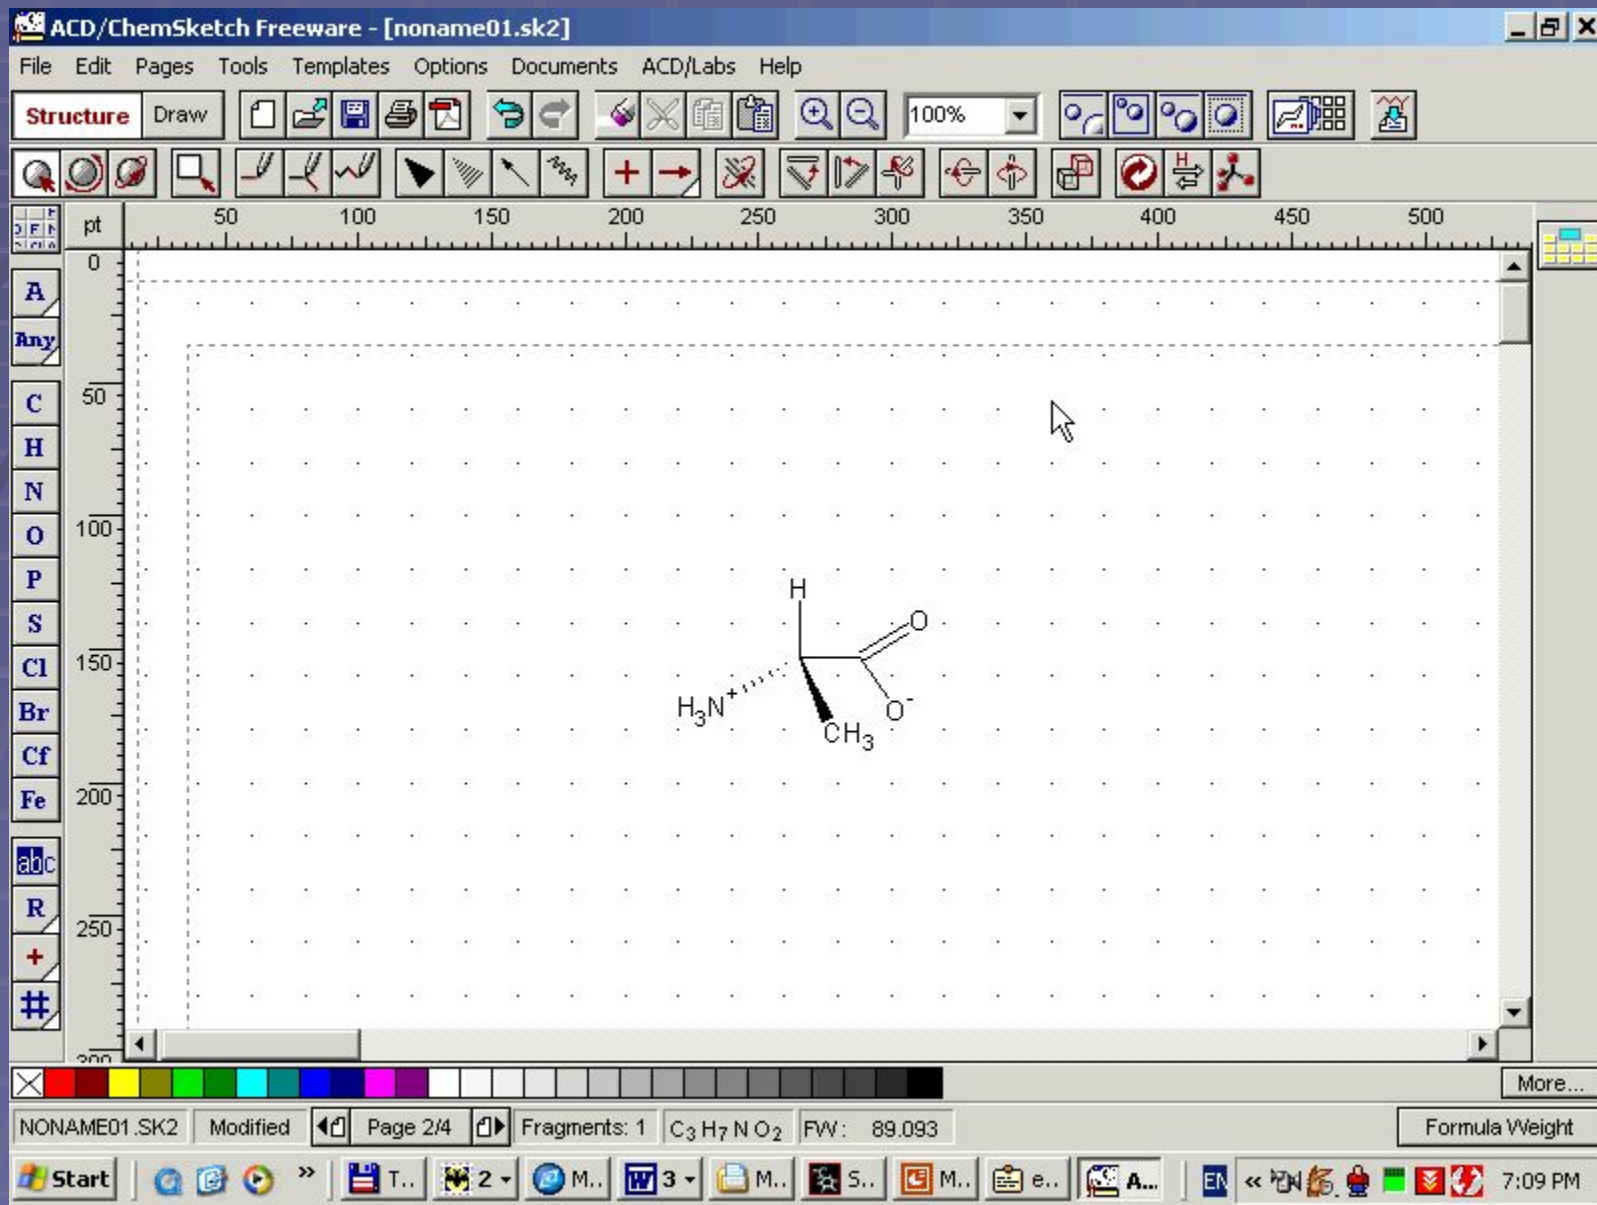 ACD/ChemSketch Freeware - [noname01.sk2]
File Edit Pages Tools Templates Options Documents ACD/Labs Help
Structure Draw 100%
H
pt 50 100 150 200 250 300 350 400 450 500
0
A
Any
50
C
H
N
100
O
P
H
S
O
150
Cl
H3N+
O-
Br
CH3
Cf
200
Fe
abc
R
250
+
#
More...
NONAME01.SK2 Modified Page 2/4 Fragments: 1 C3H7NO2 FW: 89.093 Formula Weight
Start » T.. 2 M.. W 3 M.. S.. M.. e.. A... EN « 7:09 PM